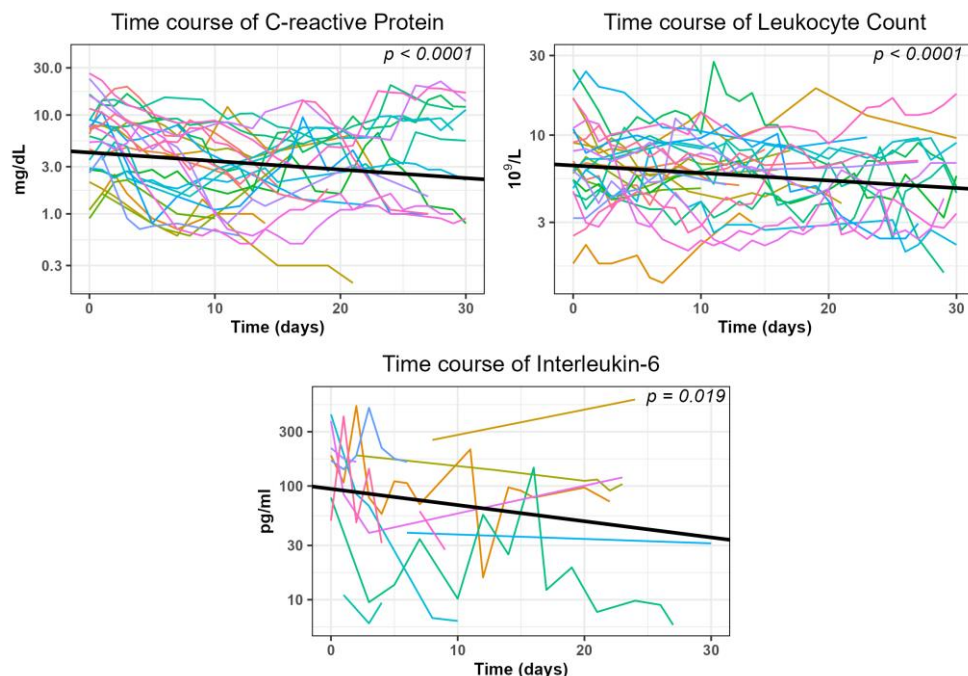 Time course of C-reactive Protein
p < 0.0001
30.0
10.0
3.0
1.0
0.3
mg/dL
0
10
20
30
Time (days)
Time course of Leukocyte Count
p < 0.0001
30
10
3
10^9/L
0
10
20
30
Time (days)
Time course of Interleukin-6
p = 0.019
300
100
30
10
pg/ml
0
10
20
30
Time (days)